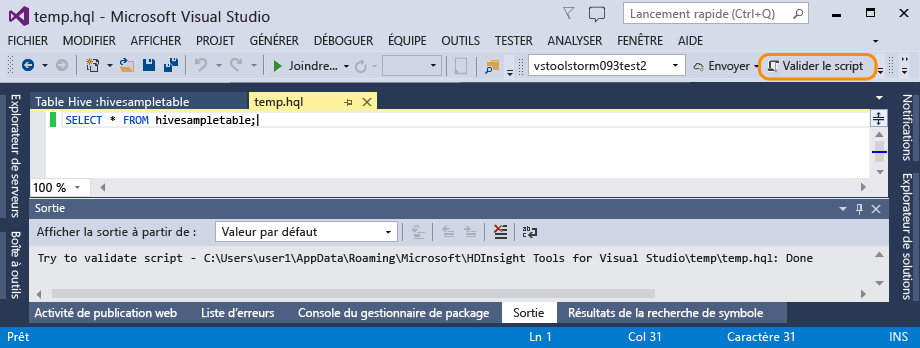 temp.hql - Microsoft Visual Studio
Lancement rapide (Ctrl+Q)
FICHIER MODIFIER AFFICHER PROJET GÉNÉRER DÉBOGUER ÉQUIPE OUTILS TESTER ANALYSER FENÊTRE AIDE
Joindre... vstoolstorm093test2 Envoyer Valider le script
Explorateur de serveurs
Boîte à outils
Table Hive :hivesampletable temp.hql
SELECT * FROM hivesampletable;
100 %
Notifications
Explorateur de solutions
Sortie
Afficher la sortie à partir de : Valeur par défaut
Try to validate script - C:\Users\user1\AppData\Roaming\Microsoft\HDInsight Tools for Visual Studio\temp\temp.hql: Done
Activité de publication web Liste d'erreurs Console du gestionnaire de package Sortie Résultats de la recherche de symbole
Prêt Ln 1 Col 31 Caractère 31 INS